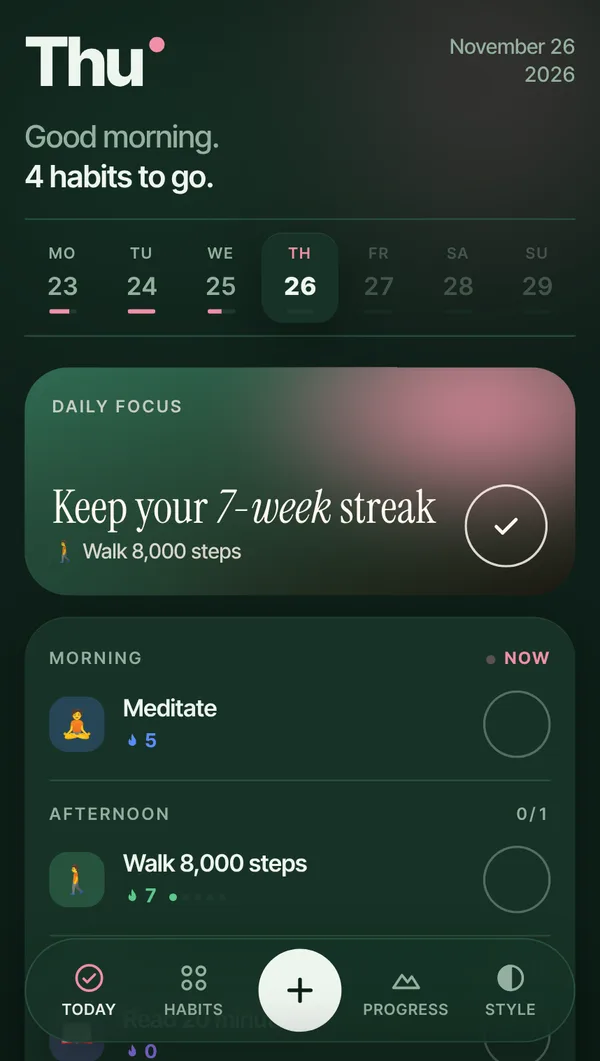 Thu
November 26
2026
Good morning.
4 habits to go.
MO TU WE TH FR SA SU
23 24 25 26 27 28 29
DAILY FOCUS
Keep your 7-week streak
Walk 8,000 steps
MORNING NOW
Meditate
5
AFTERNOON 0/1
Walk 8,000 steps
7
TODAY HABITS PROGRESS STYLE
Read 20
0